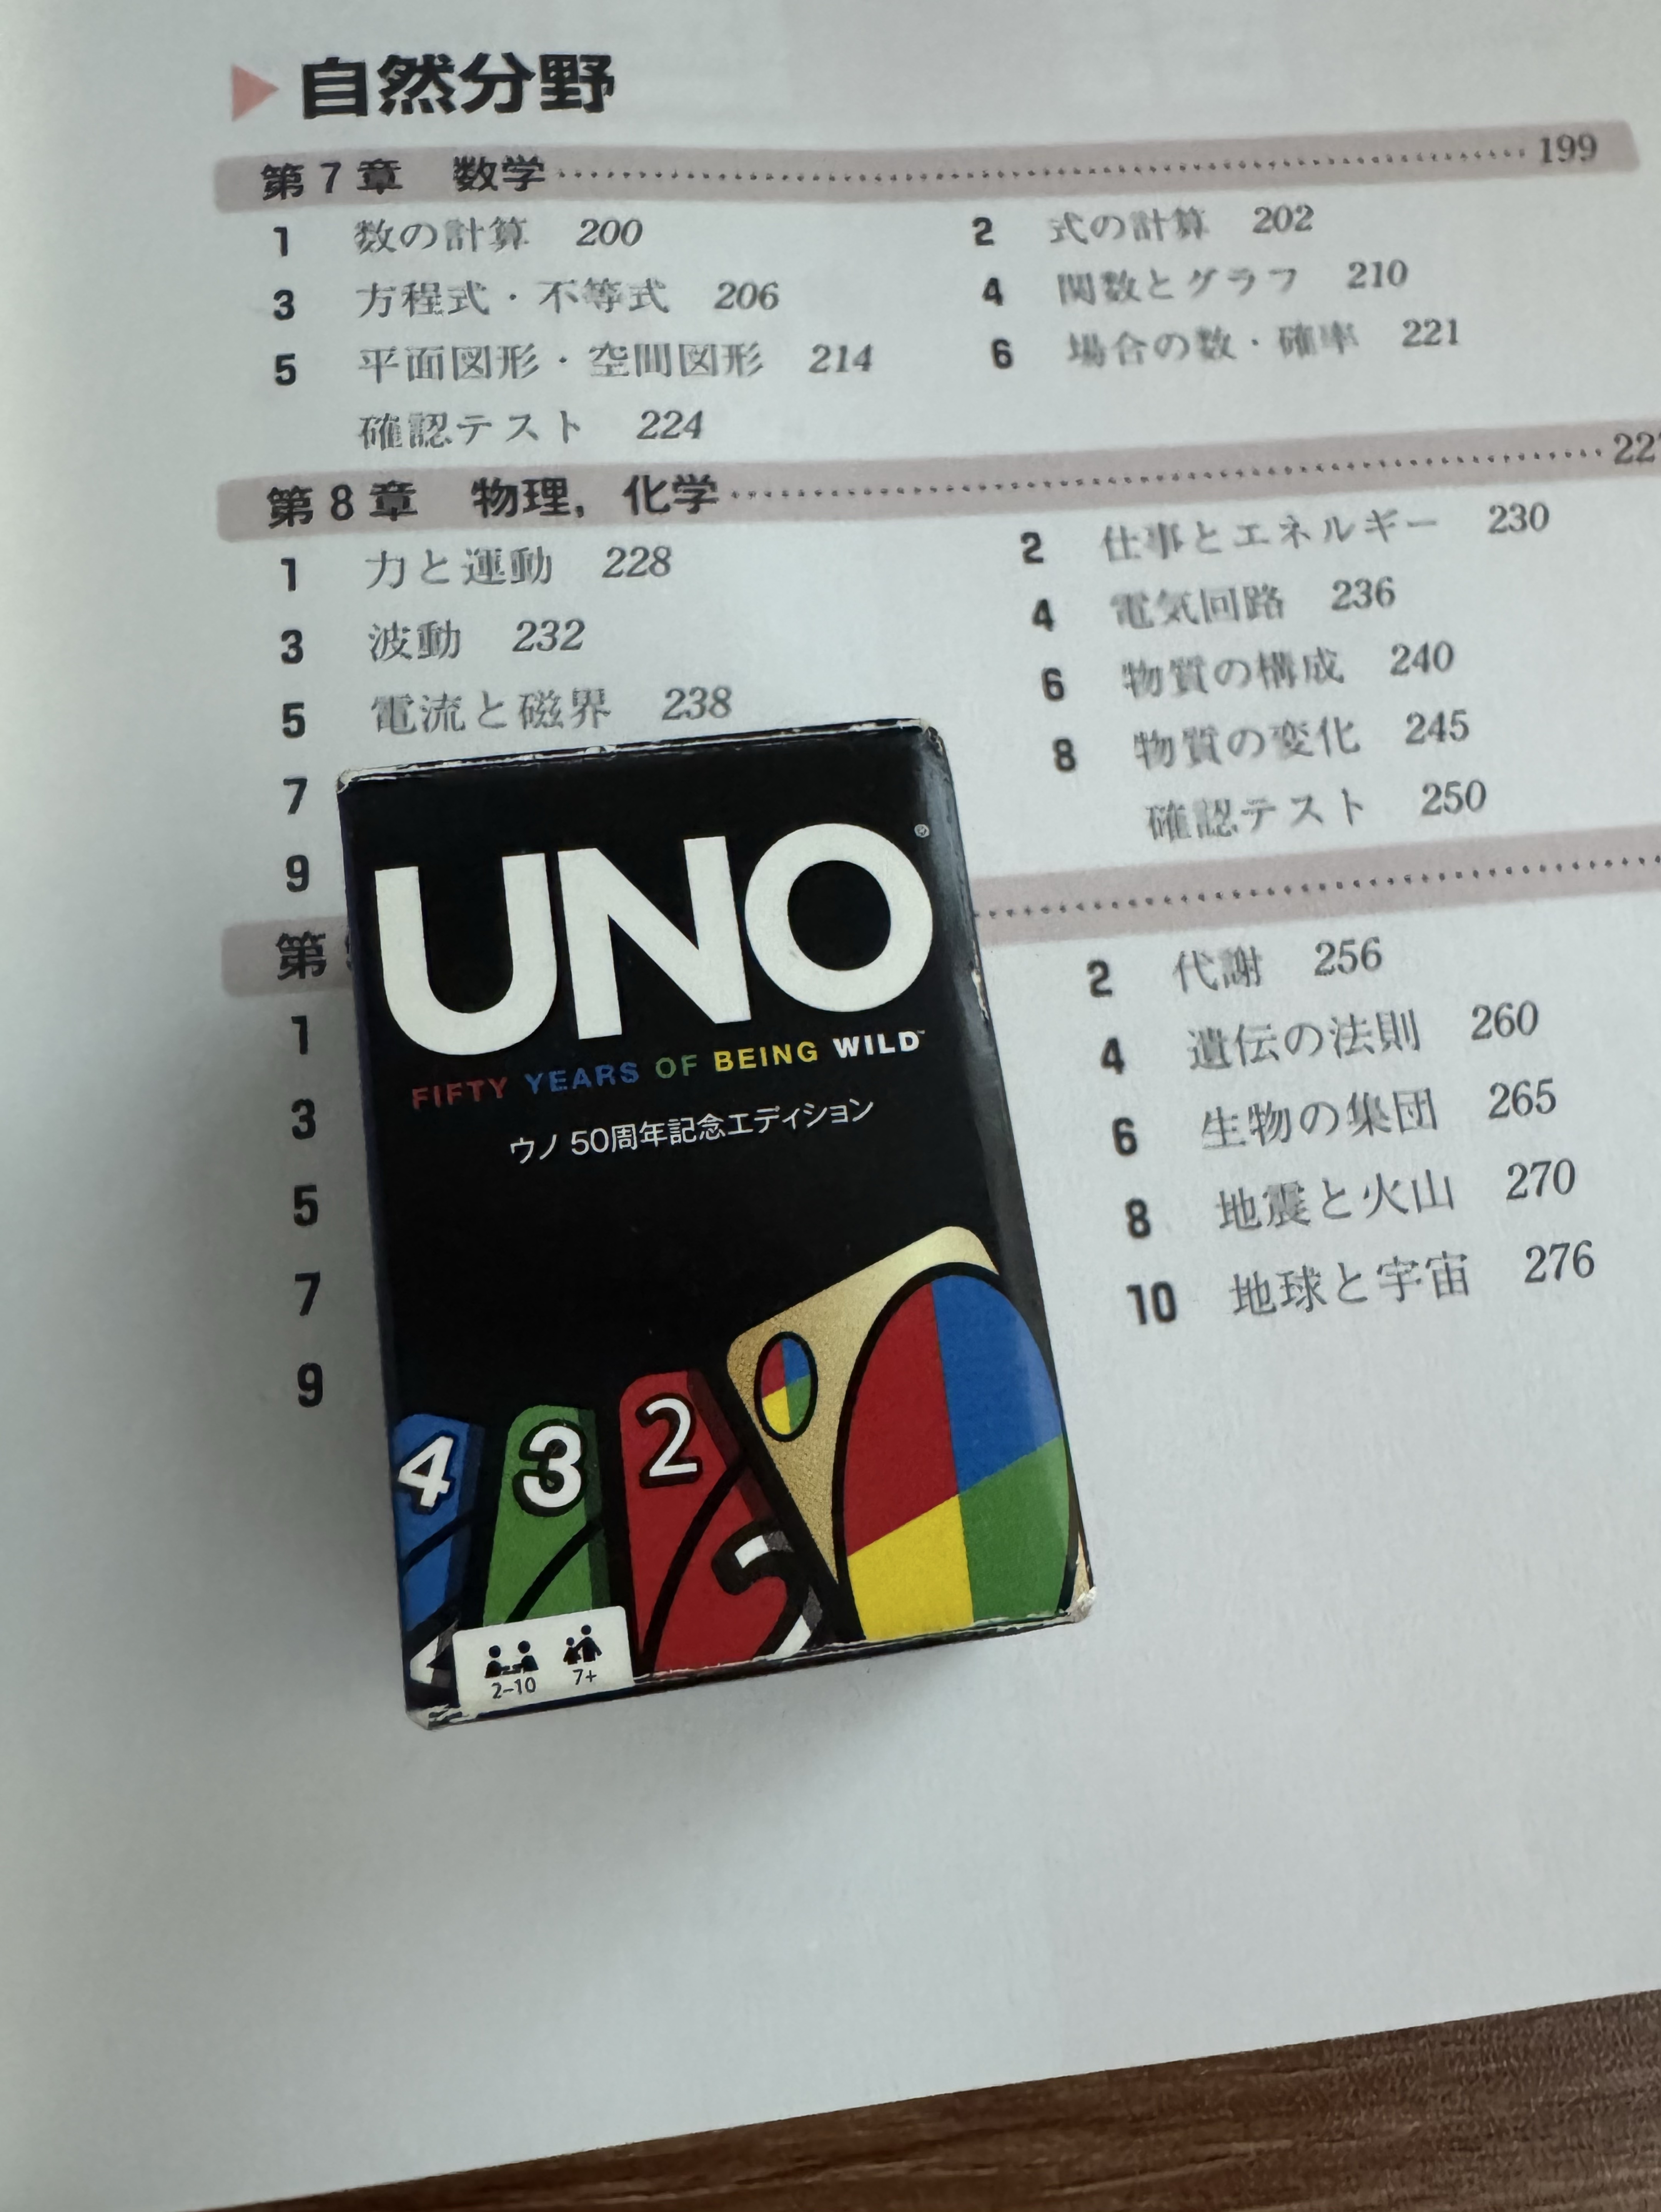 自然分野
第7章 数学 199
1 数の計算 200 2 式の計算 202
3 方程式・不等式 206 4 関数とグラフ 210
5 平面図形・空間図形 214 6 場合の数・確率 221
確認テスト 224
第8章 物理，化学
1 力と運動 228 2 仕事とエネルギー 230
3 波動 232 4 電気回路 236
5 電流と磁界 238 6 物質の構成 240
7 8 物質の変化 245
9 確認テスト 250
第
1 2 代謝 256
3 4 遺伝の法則 260
5 6 生物の集団 265
7 8 地震と火山 270
9 10 地球と宇宙 276
UNO®
FIFTY YEARS OF BEING WILD™
ウノ 50周年記念エディション
4 3 2
2
2-10 7+